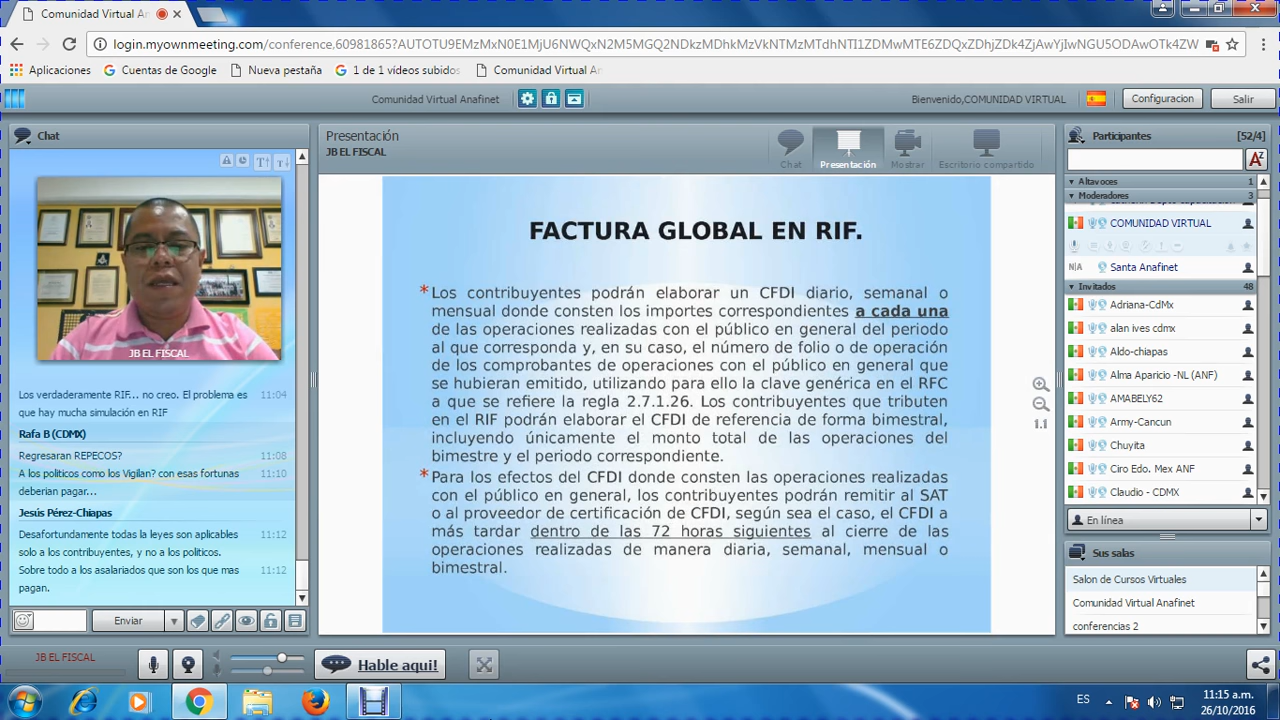 Comunidad Virtual Anafin
login.myownmeeting.com/conference,60981865?AUTOTU9EMzMxN0E1MjU6NWQxN2M5MGQ2NDkzMDhkMzVkNTMzMTdhNTI1ZDMwMTE6ZDQxZDhjZDk4ZjAwYjIwNGU5ODAwOTk4ZW
Aplicaciones
Cuentas de Google
Nueva pestaña
1 de 1 vídeos subidos
Comunidad Virtual An
Comunidad Virtual Anafinet
Bienvenido,COMUNIDAD VIRTUAL
Configuracion
Salir
Chat
JB EL FISCAL
Los verdaderamente RIF... no creo. El problema es 11:04
que hay mucha simulación en RIF
Rafa B (CDMX)
Regresaran REPECOS? 11:08
A los politicos como los Vigilan? con esas fortunas 11:10
deberian pagar...
Jesús Pérez-Chiapas
Desafortundamente todas la leyes son aplicables 11:12
solo a los contribuyentes, y no a los politicos.
Sobre todo a los asalariados que son los que mas 11:12
pagan.
Enviar
Presentación
JB EL FISCAL
Chat
Presentación
Mostrar
Escritorio compartido
FACTURA GLOBAL EN RIF.
* Los contribuyentes podrán elaborar un CFDI diario, semanal o
mensual donde consten los importes correspondientes a cada una
de las operaciones realizadas con el público en general del periodo
al que corresponda y, en su caso, el número de folio o de operación
de los comprobantes de operaciones con el público en general que
se hubieran emitido, utilizando para ello la clave genérica en el RFC
a que se refiere la regla 2.7.1.26. Los contribuyentes que tributen
en el RIF podrán elaborar el CFDI de referencia de forma bimestral,
incluyendo únicamente el monto total de las operaciones del
bimestre y el periodo correspondiente.
* Para los efectos del CFDI donde consten las operaciones realizadas
con el público en general, los contribuyentes podrán remitir al SAT
o al proveedor de certificación de CFDI, según sea el caso, el CFDI a
más tardar dentro de las 72 horas siguientes al cierre de las
operaciones realizadas de manera diaria, semanal, mensual o
bimestral.
1.1
Participantes [52/4]
Altavoces 1
Moderadores 3
COMUNIDAD VIRTUAL
N/A Santa Anafinet
Invitados 48
Adriana-CdMx
alan ives cdmx
Aldo-chiapas
Alma Aparicio -NL (ANF)
AMABELY62
Army-Cancun
Chuyita
Ciro Edo. Mex ANF
Claudio - CDMX
En línea
Sus salas
Salon de Cursos Virtuales
Comunidad Virtual Anafinet
conferencias 2
JB EL FISCAL
Hable aqui!
ES
11:15 a.m.
26/10/2016